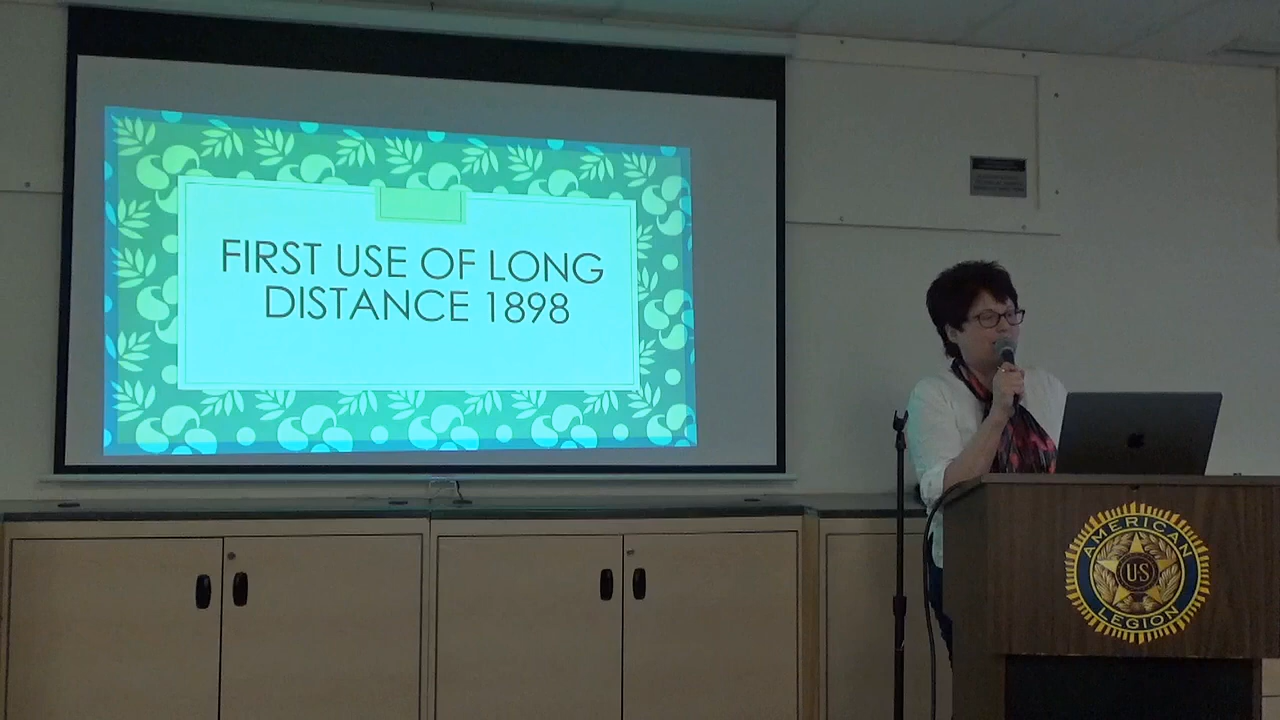 FIRST USE OF LONG
DISTANCE 1898
AMERICAN
US
LEGION